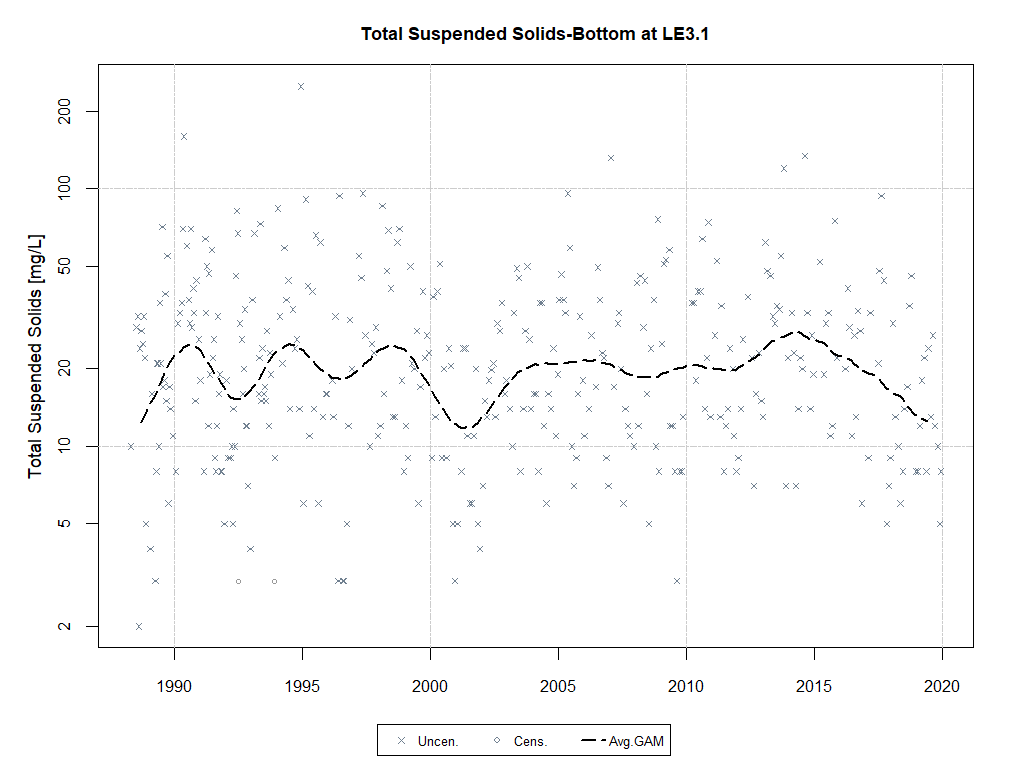 Total Suspended Solids-Bottom at LE3.1
Total Suspended Solids [mg/L]
200
100
50
20
10
5
2
1990 1995 2000 2005 2010 2015 2020
Uncen. Cens. Avg.GAM